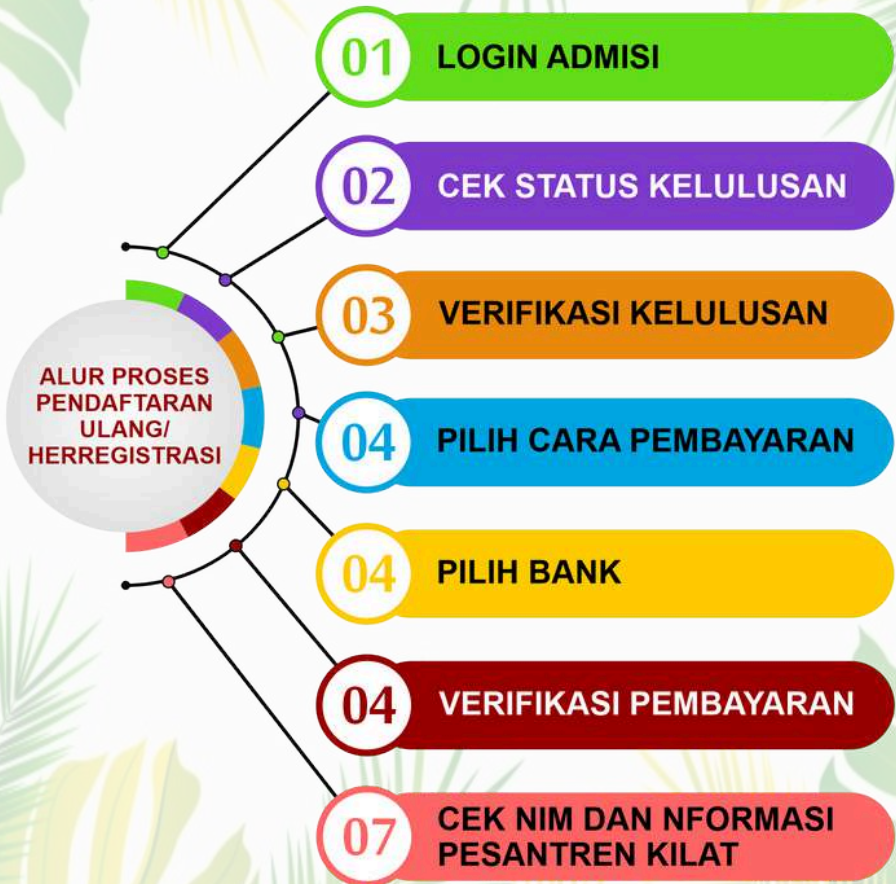 01 LOGIN ADMISI
02 CEK STATUS KELULUSAN
03 VERIFIKASI KELULUSAN
ALUR PROSES
PENDAFTARAN
ULANG/
HERREGISTRASI
04 PILIH CARA PEMBAYARAN
04 PILIH BANK
04 VERIFIKASI PEMBAYARAN
07 CEK NIM DAN NFORMASI
PESANTREN KILAT